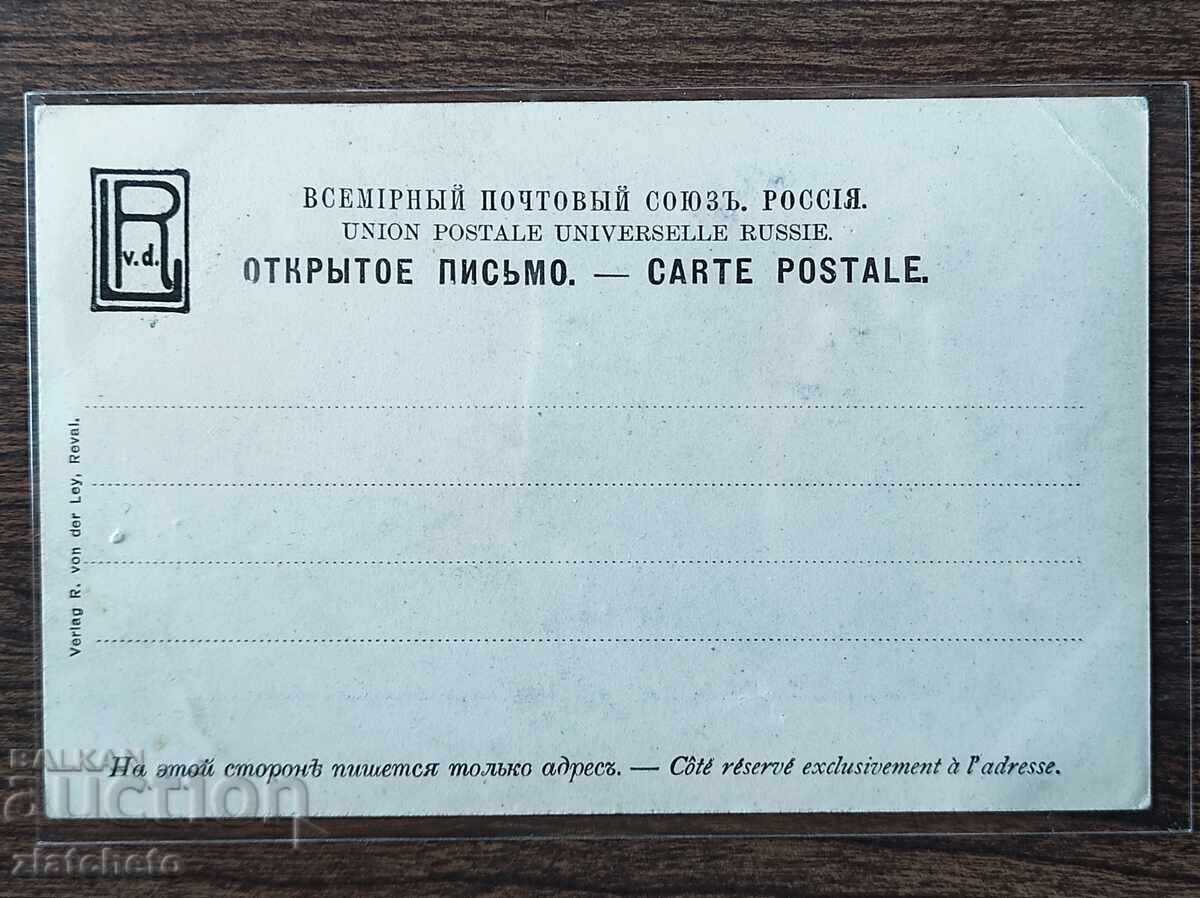 R L v.d.
ВСЕМІРНЫЙ ПОЧТОВЫЙ СОЮЗЪ. РОССІЯ.
UNION POSTALE UNIVERSELLE RUSSIE.
ОТКРЫТОЕ ПИСЬМО. — CARTE POSTALE.
Verlag R. von der Ley, Reval.
На этой сторонѣ пишется только адресъ. — Côté réservé exclusivement à l'adresse.
BALKAN
auction
zlatcheto